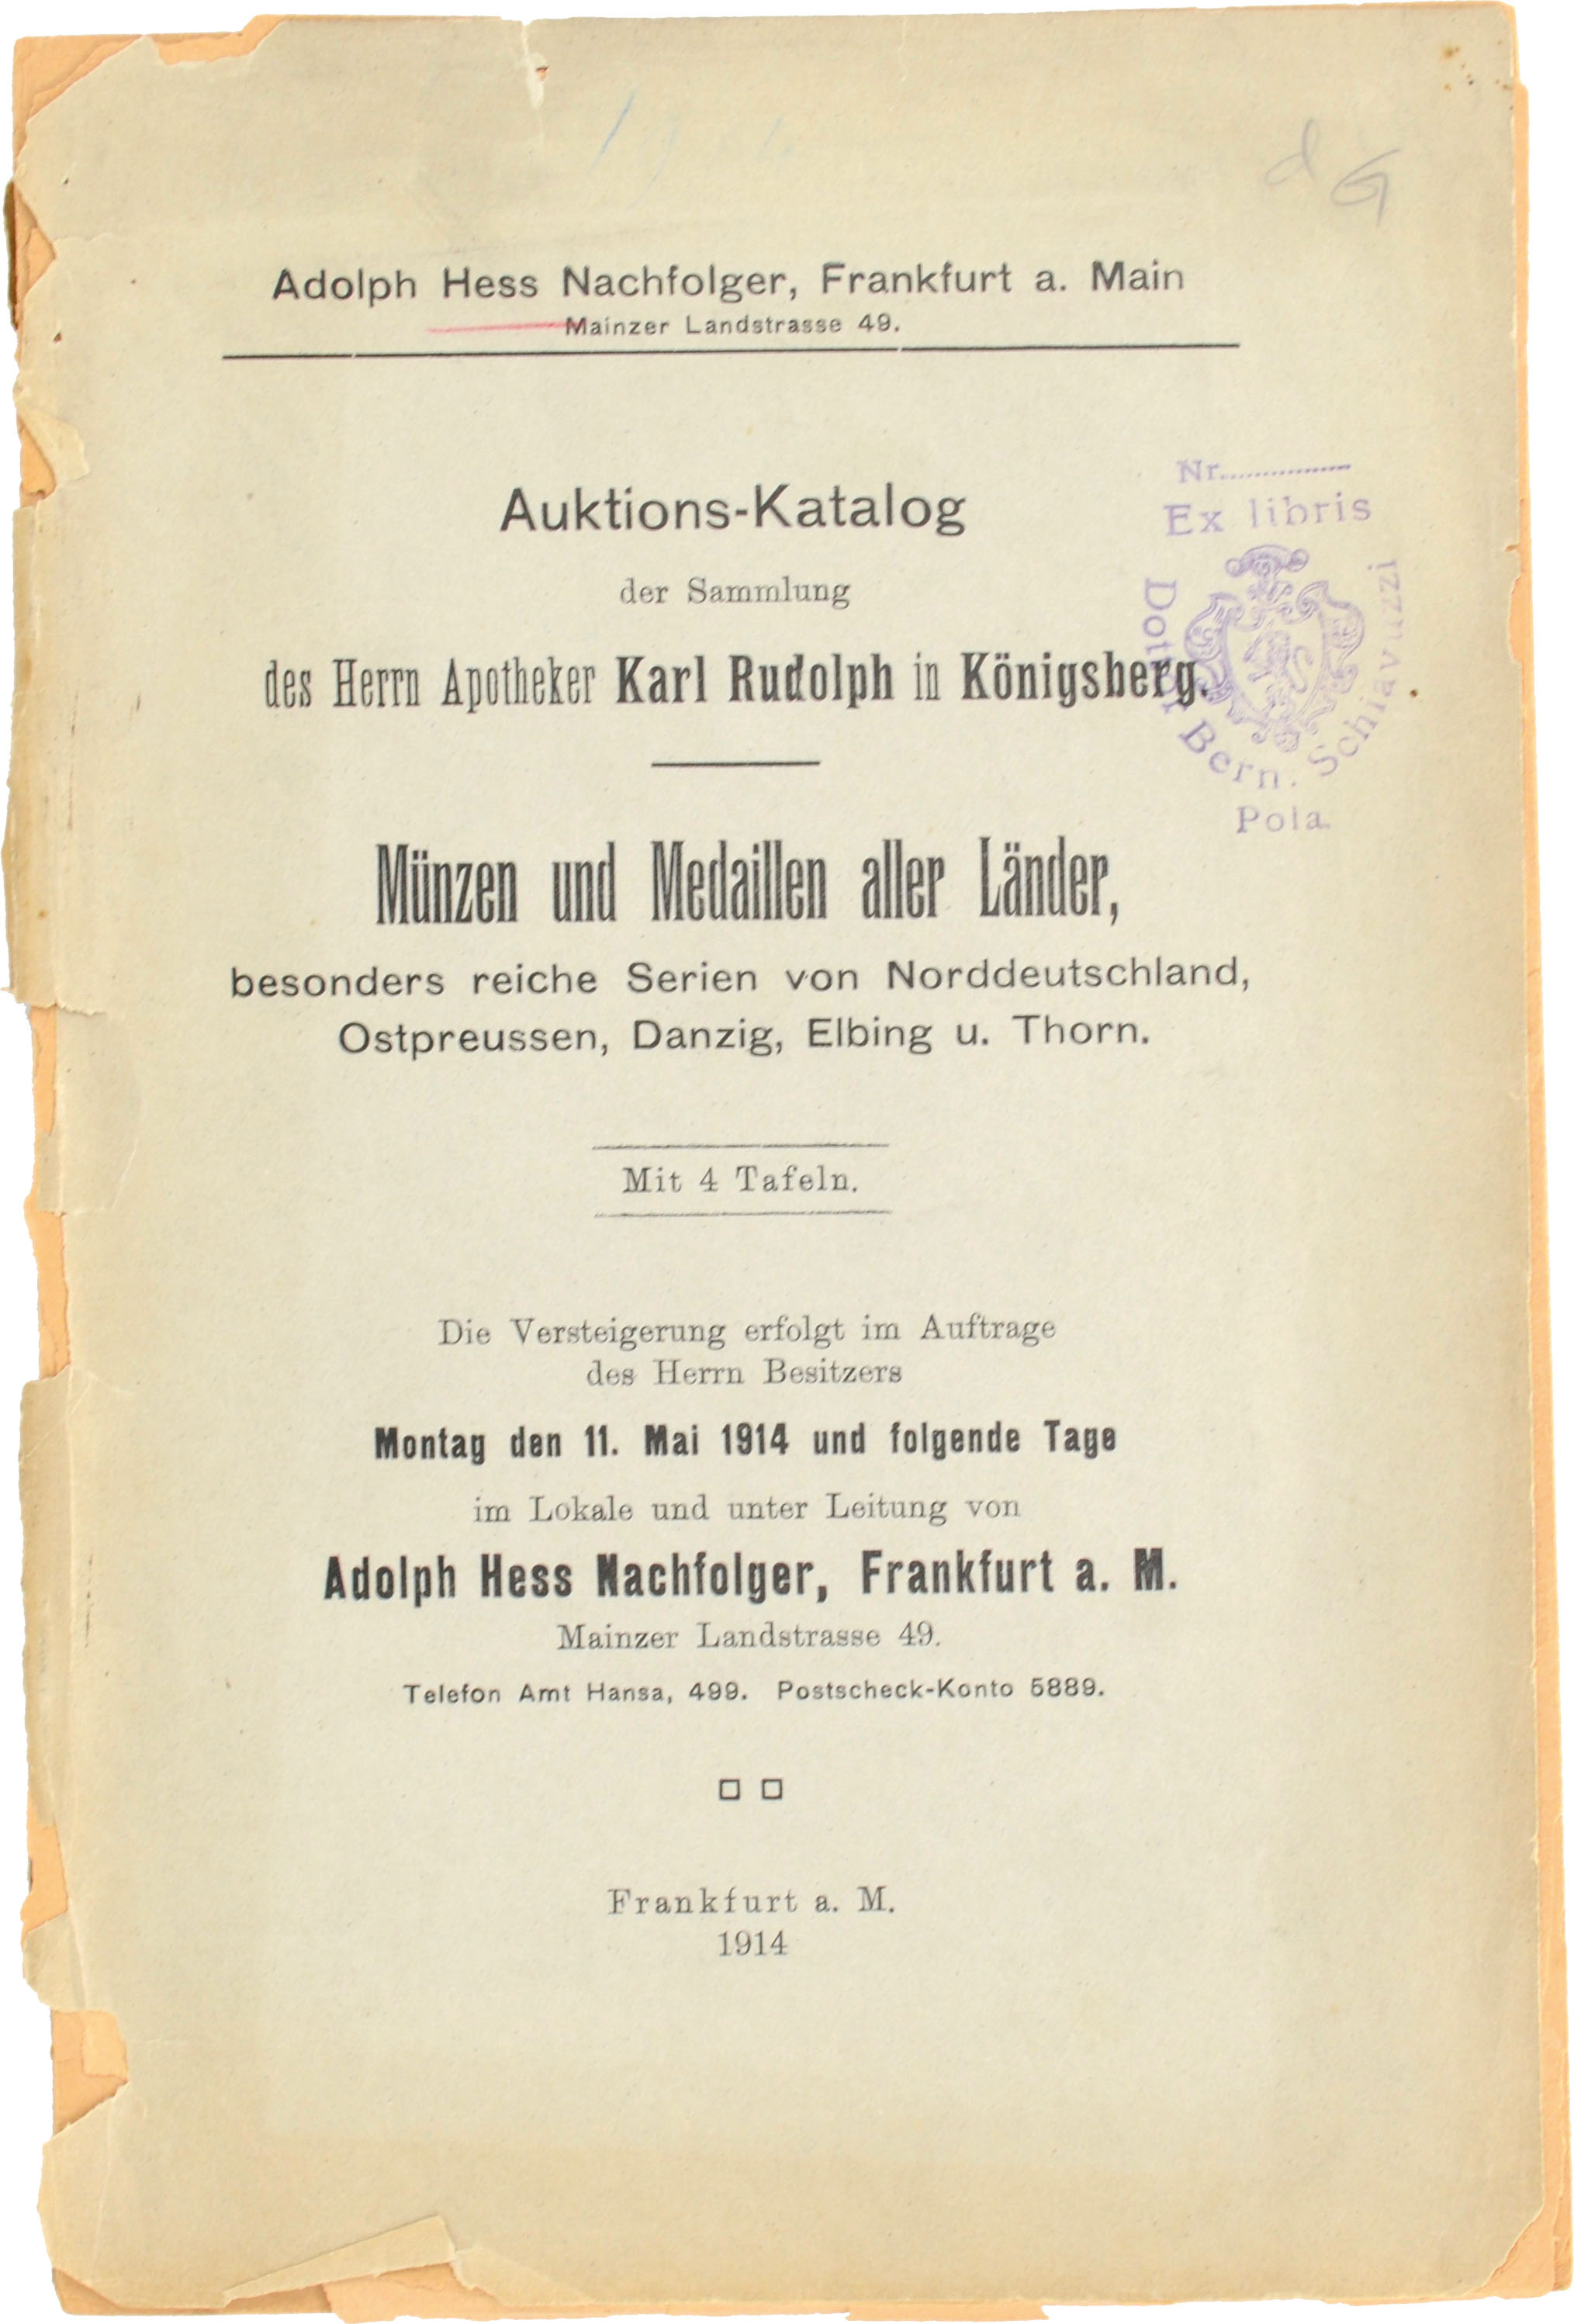 d G
Adolph Hess Nachfolger, Frankfurt a. Main
Mainzer Landstrasse 49.
Nr.
Ex libris
Bern. Schiavuzzi
Pola.
Auktions-Katalog
der Sammlung
des Herrn Apotheker Karl Rudolph in Königsberg.
Münzen und Medaillen aller Länder,
besonders reiche Serien von Norddeutschland,
Ostpreussen, Danzig, Elbing u. Thorn.
Mit 4 Tafeln.
Die Versteigerung erfolgt im Auftrage
des Herrn Besitzers
Montag den 11. Mai 1914 und folgende Tage
im Lokale und unter Leitung von
Adolph Hess Nachfolger, Frankfurt a. M.
Mainzer Landstrasse 49.
Telefon Amt Hansa, 499. Postscheck-Konto 5889.
Frankfurt a. M.
1914